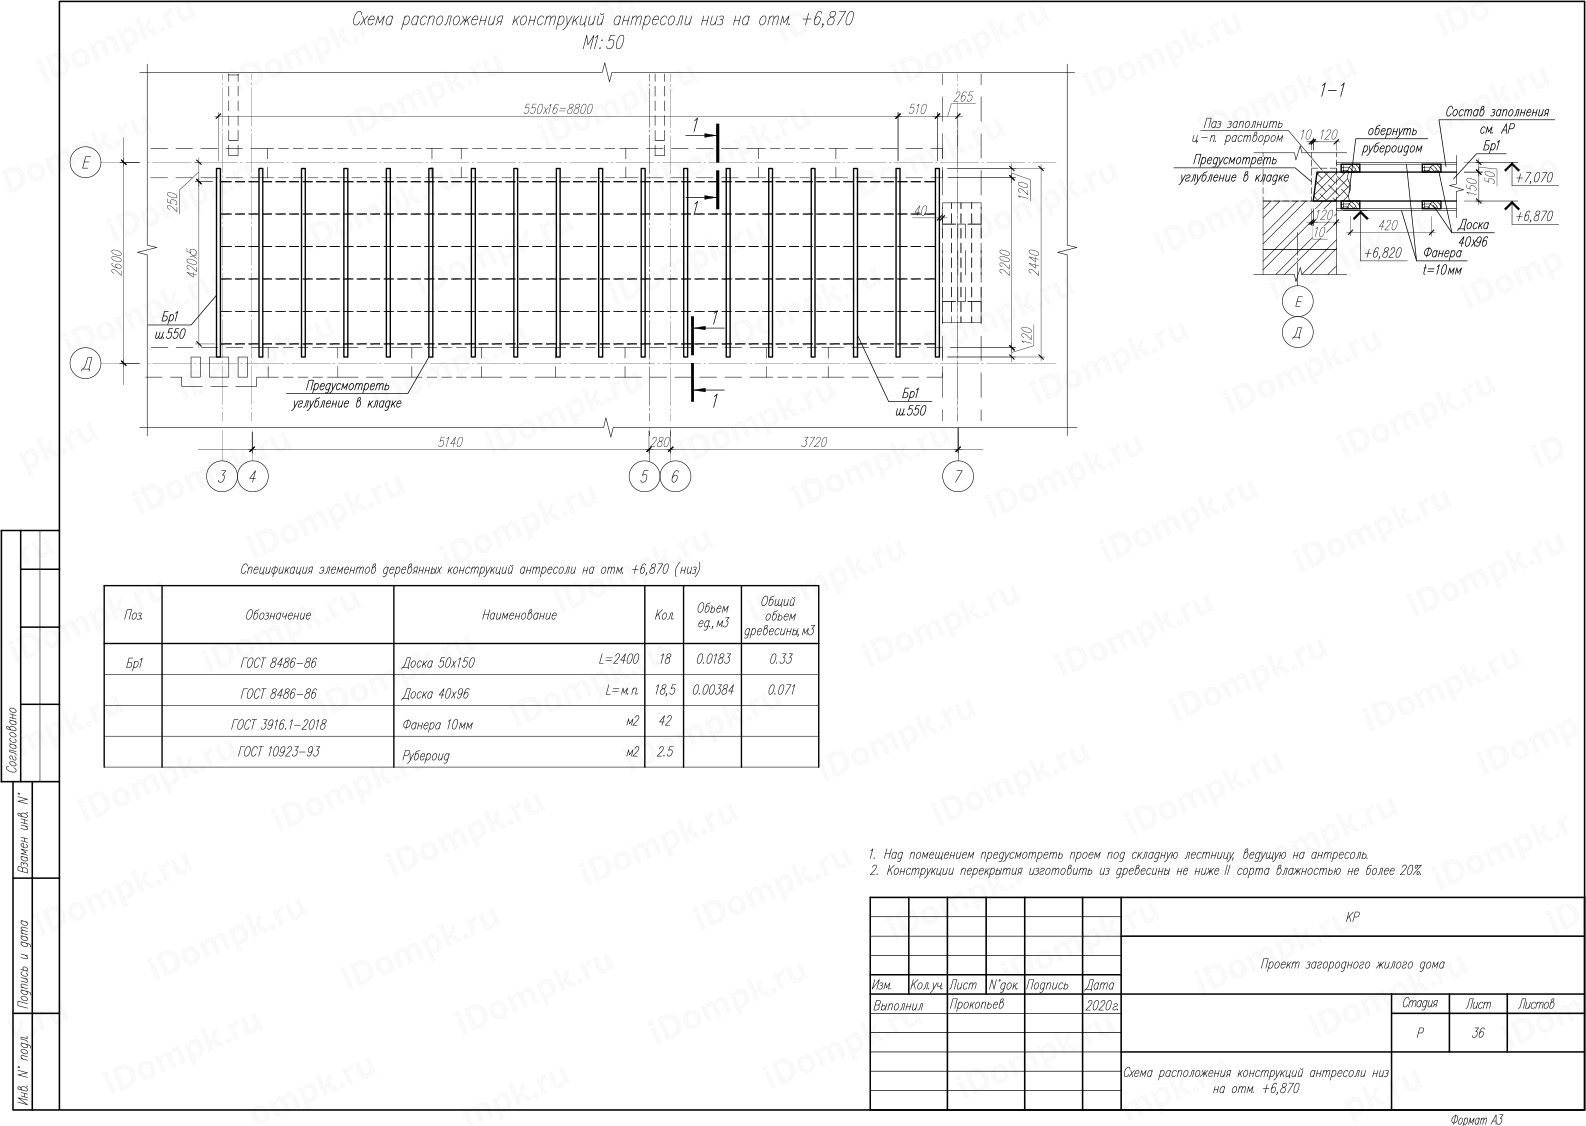 Схема расположения конструкций антресоли низ на отм. +6,870
М1:50
550х16=8800
510
265
1
1
Е
Д
2600
250
420х5
40
120
2200
2440
120
Бр1
ш.550
1
1
Предусмотреть
углубление в кладке
Бр1
ш.550
5140
280
3720
3
4
5
6
7
1-1
Паз заполнить
ц.-п. раствором
Предусмотреть
углубление в кладке
10
120
обернуть
рубероидом
Состав заполнения
см. АР
Бр1
150
50
+7,070
+6,870
120
10
420
+6,820
Доска
40х96
Фанера
t=10мм
Е
Д
Спецификация элементов деревянных конструкций антресоли на отм. +6,870 (низ)
Поз. Обозначение Наименование Кол. Объем ед., м3 Общий объем древесины, м3
Бр1 ГОСТ 8486-86 Доска 50х150 L=2400 18 0.0183 0.33
ГОСТ 8486-86 Доска 40х96 L=м.п. 18,5 0.00384 0.071
ГОСТ 3916.1-2018 Фанера 10мм м2 42
ГОСТ 10923-93 Рубероид м2 2.5
1. Над помещением предусмотреть проем под складную лестницу, ведущую на антресоль.
2. Конструкции перекрытия изготовить из древесины не ниже II сорта влажностью не более 20%.
КР
Проект загородного жилого дома
Изм. Кол.уч. Лист N°док. Подпись Дата
Выполнил Прокопьев 2020г.
Стадия Лист Листов
Р 36
Схема расположения конструкций антресоли низ
на отм. +6,870
Формат А3
Согласовано
Взамен инв. N°
Подпись и дата
Инв. N° подл.
iDompk.ru